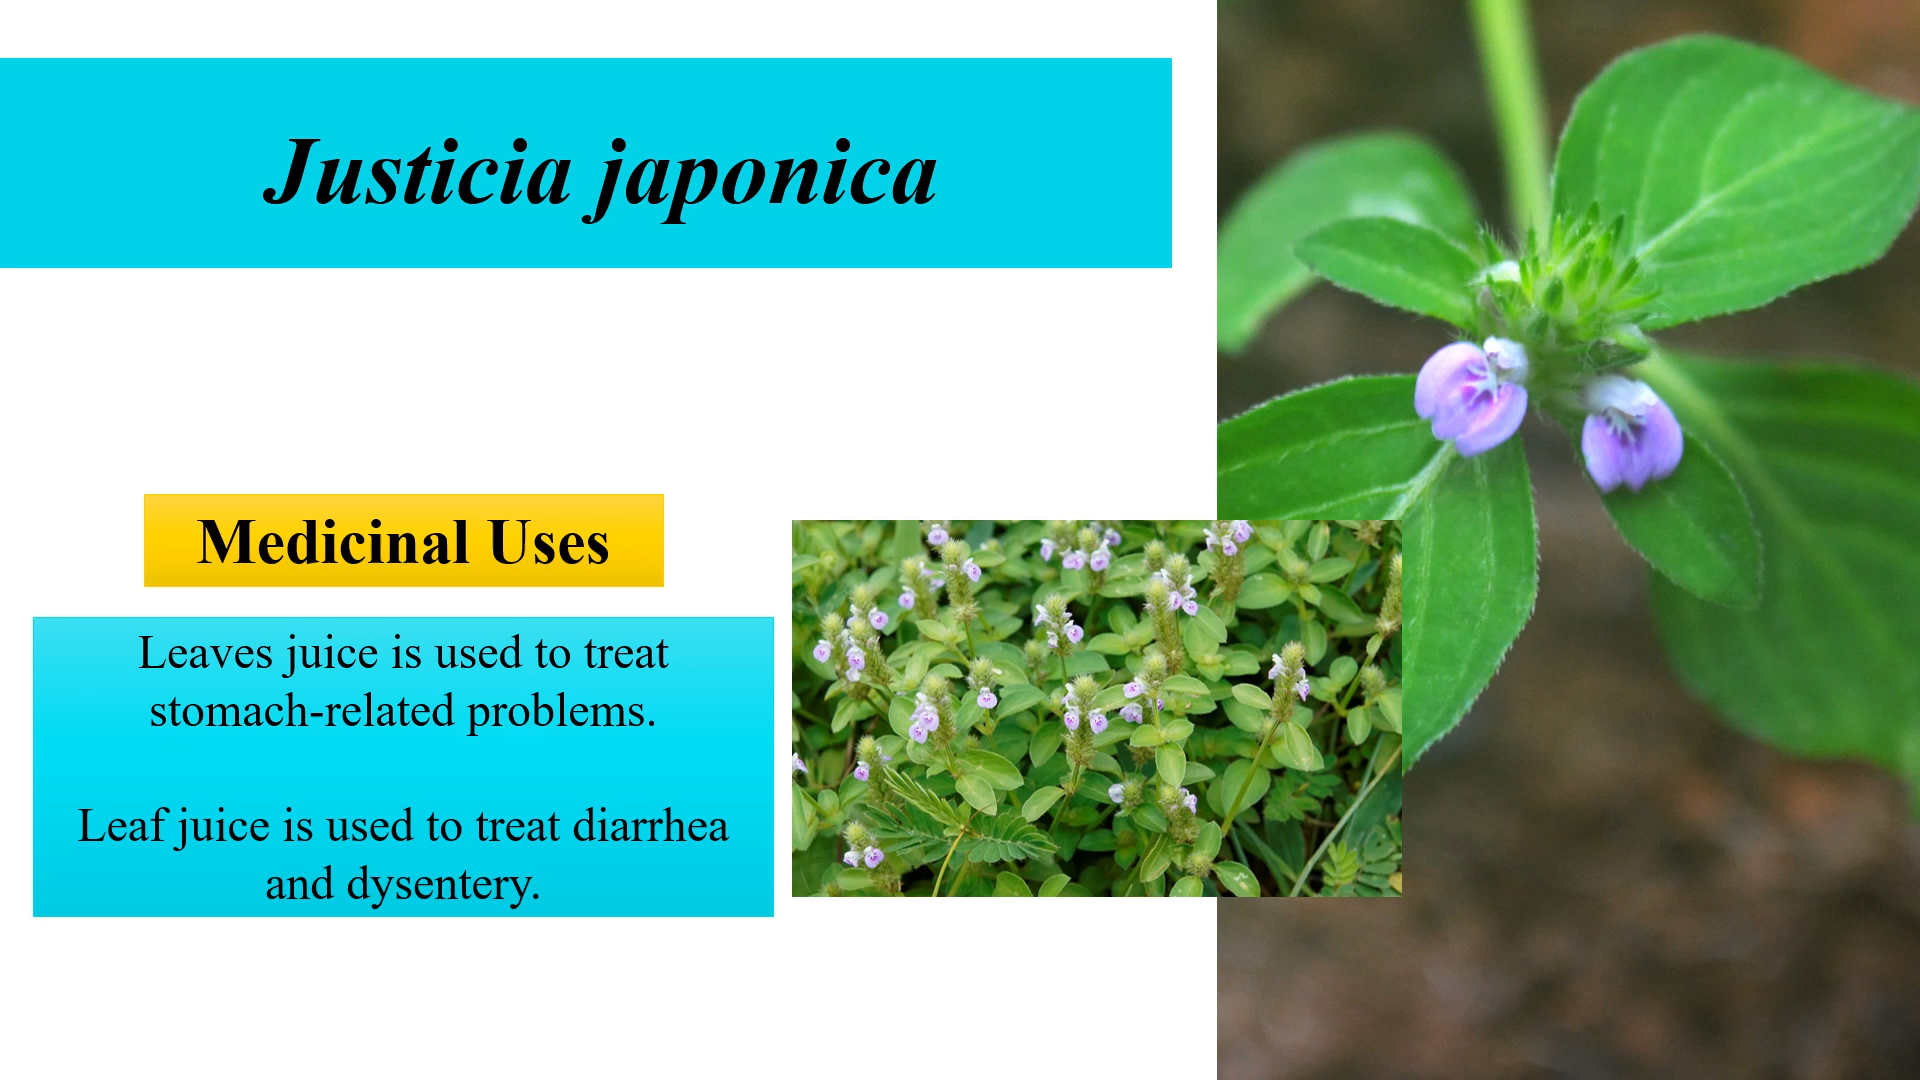 Justicia japonica
Medicinal Uses
Leaves juice is used to treat
stomach-related problems.
Leaf juice is used to treat diarrhea
and dysentery.